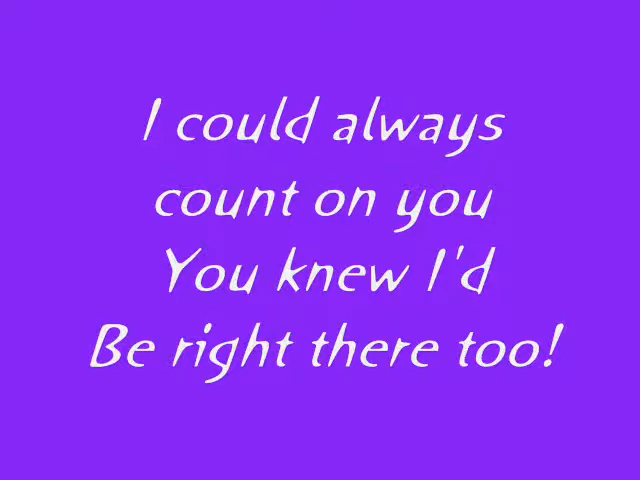 I could always
count on you
You knew I'd
Be right there too!